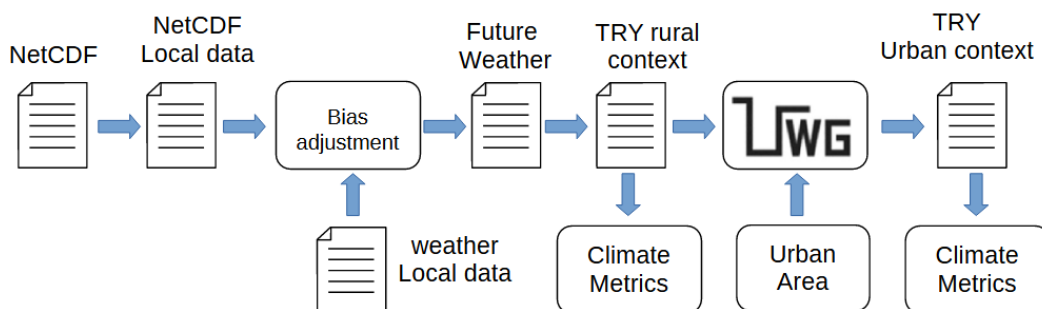 NetCDF
NetCDF
Local data
Bias
adjustment
Future
Weather
TRY rural
context
UWG
TRY
Urban context
weather
Local data
Climate
Metrics
Urban
Area
Climate
Metrics